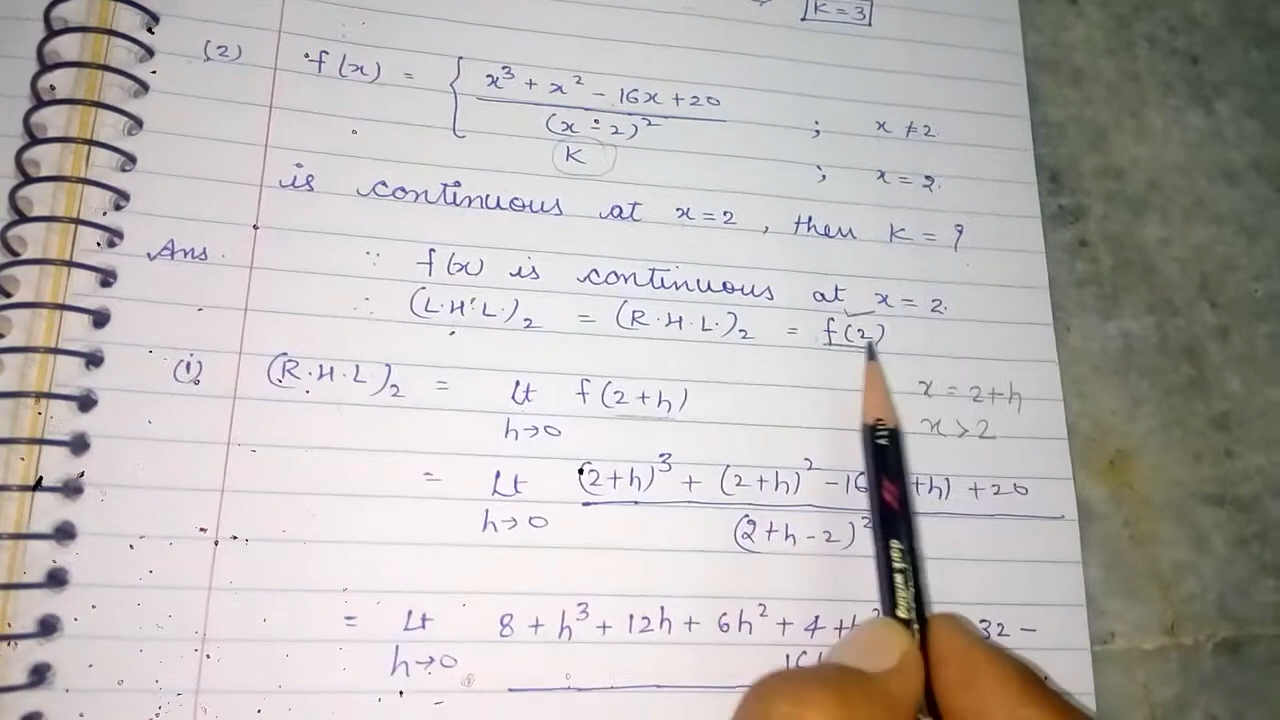 K = 3
(2) f(x) = { x³ + x² - 16x + 20 ; x ≠ 2
(x - 2)²
K ; x = 2.
is continuous at x = 2, then K = ?
Ans. ∵ f(x) is continuous at x = 2.
∴ (L.H.L.)₂ = (R.H.L.)₂ = f(2)
(i) (R.H.L)₂ = Lt f(2+h) x = 2+h
h→0 x > 2
= Lt (2+h)³ + (2+h)² - 16 +h) + 20
h→0 (2+h-2)²
= Lt 8 + h³ + 12h + 6h² + 4 + 32 -
h→0